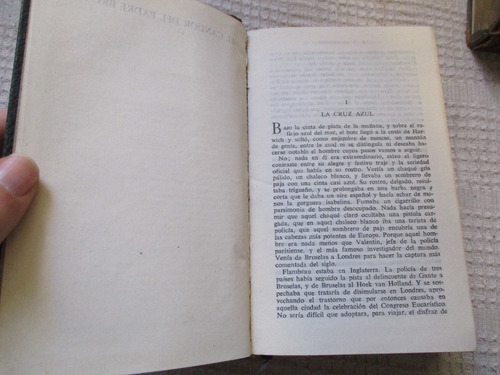 EL CANDOR DEL PADRE BROWN
I
LA CRUZ AZUL
BAJO la cinta de plata de la mañana, y sobre el re-
flejo azul del mar, el bote llegó a la costa de Har-
wich y soltó, como enjambre de moscas, un montón
de gente, entre la cual ni se distinguía ni deseaba
hacerse notable el hombre cuyos pasos vamos a seguir.
No; nada en él era extraordinario, salvo el ligero
contraste entre su alegre y festivo traje y la seriedad
oficial que había en su rostro. Vestía un chaqué gris
pálido, un chaleco blanco, y llevaba un sombrero de
paja con una cinta casi azul. Su rostro, delgado, resul-
taba trigueño, y se prolongaba en una barba negra y
corta que le daba un aire español y hacía echar de me-
nos la gorguera isabelina. Fumaba un cigarrillo con
parsimonia de hombre desocupado. Nada hacía presu-
mir que aquel chaqué claro ocultaba una pistola car-
gada, que en aquel chaleco blanco iba una tarjeta de
policía, que aquel sombrero de paja encubría una de
las cabezas más potentes de Europa. Porque aquel hom-
bre era nada menos que Valentin, jefe de la policía
parisiense, y el más famoso investigador del mundo.
Venía de Bruselas a Londres para hacer la captura más
comentada del siglo.
Flambeau estaba en Inglaterra. La policía de tres
países había seguido la pista al delincuente de Gante a
Bruselas, y de Bruselas al Hoek van Holland. Y se sos-
pechaba que trataría de disimularse en Londres, apro-
vechando el trastorno que por entonces causaba en
aquella ciudad la celebración del Congreso Eucarístico.
No sería difícil que adoptara, para viajar, el disfraz de